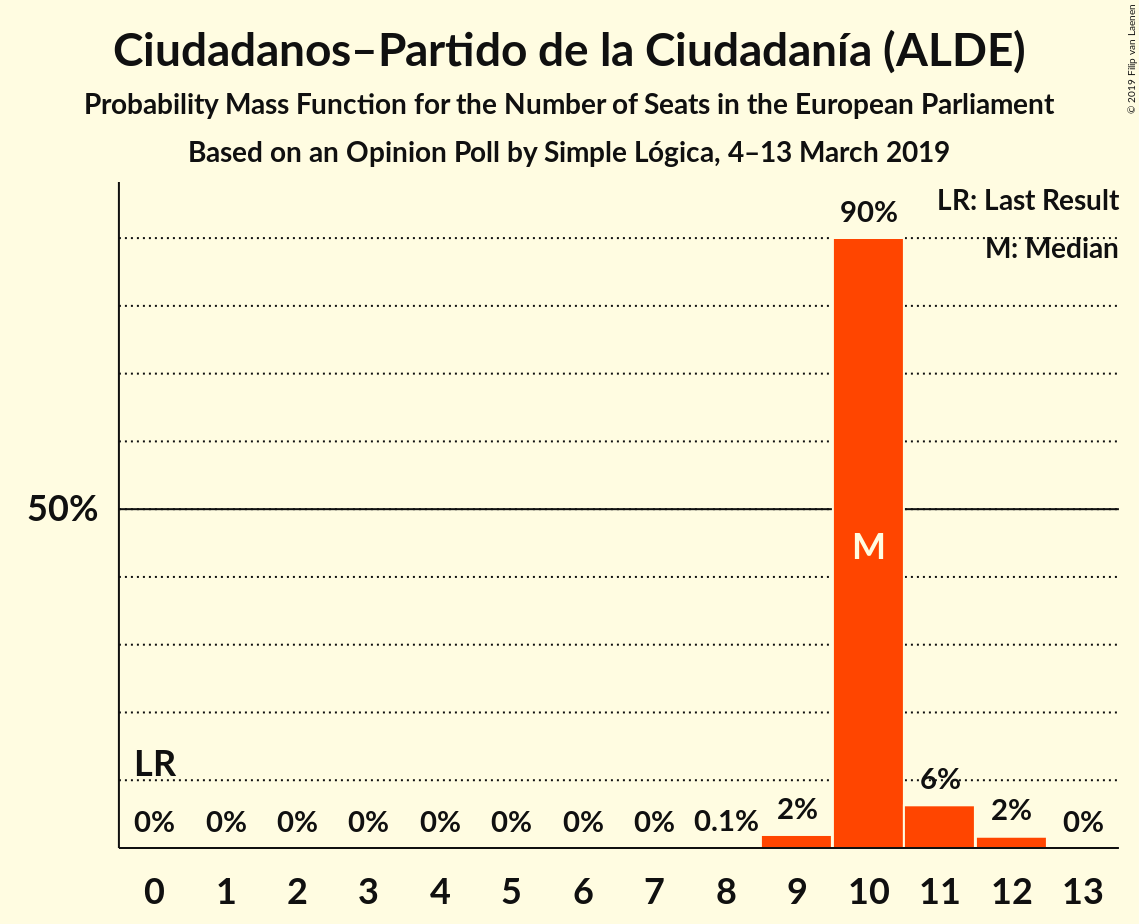 Ciudadanos–Partido de la Ciudadanía (ALDE)
Probability Mass Function for the Number of Seats in the European Parliament
Based on an Opinion Poll by Simple Lógica, 4–13 March 2019
© 2019 Filip van Laenen
LR: Last Result
M: Median
90%
50%
M
LR
0% 0% 0% 0% 0% 0% 0% 0% 0.1% 2% 6% 2% 0%
0 1 2 3 4 5 6 7 8 9 10 11 12 13